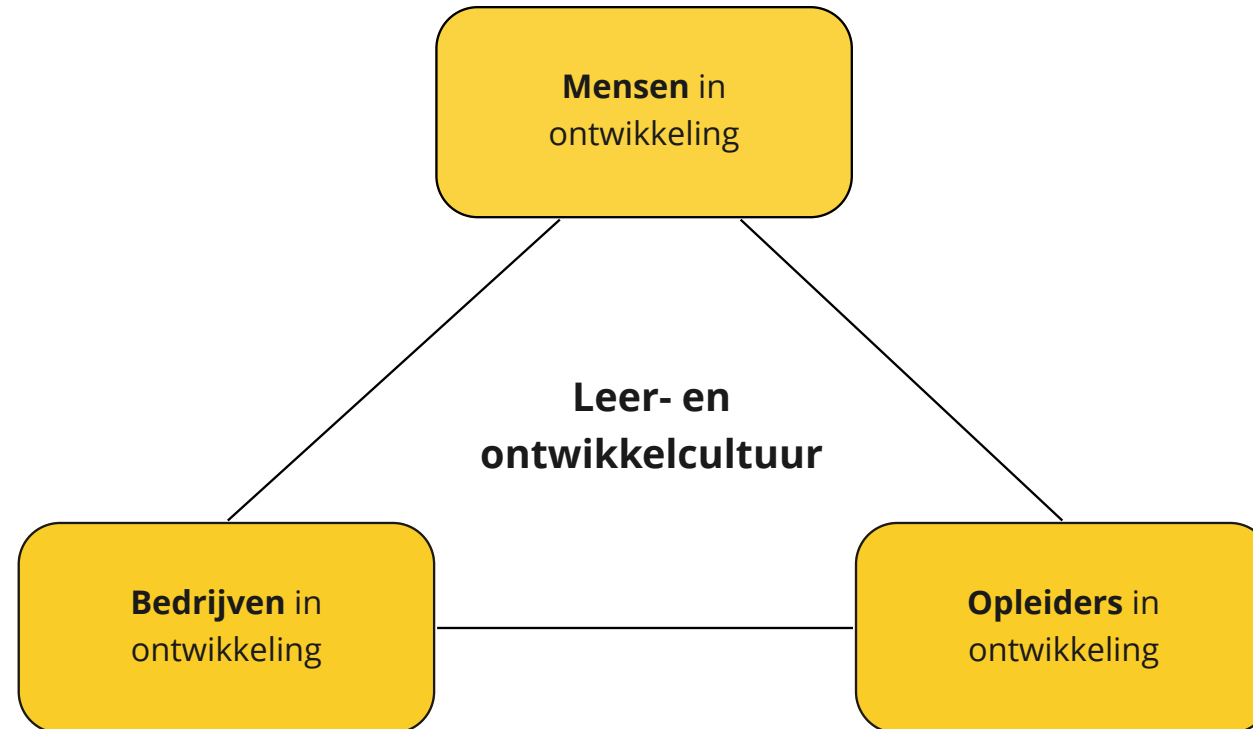 Mensen in
ontwikkeling
Leer- en
ontwikkelcultuur
Bedrijven in
ontwikkeling
Opleiders in
ontwikkeling